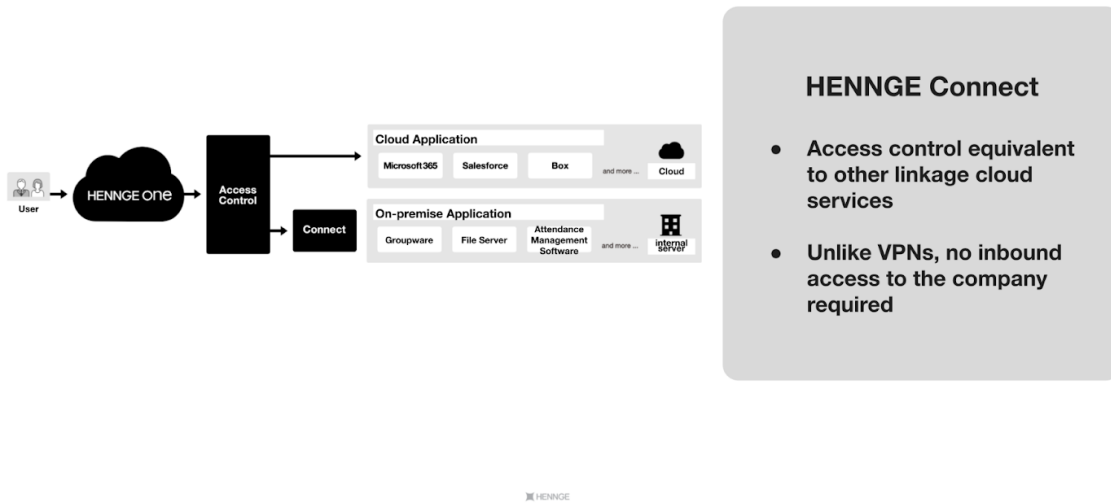 User
HENNGE ONE
Access
Control
Connect
Cloud Application
Microsoft365
Salesforce
Box
and more ...
Cloud
On-premise Application
Groupware
File Server
Attendance
Management
Software
and more ...
internal
server
HENNGE Connect
● Access control equivalent
to other linkage cloud
services
● Unlike VPNs, no inbound
access to the company
required
HENNGE